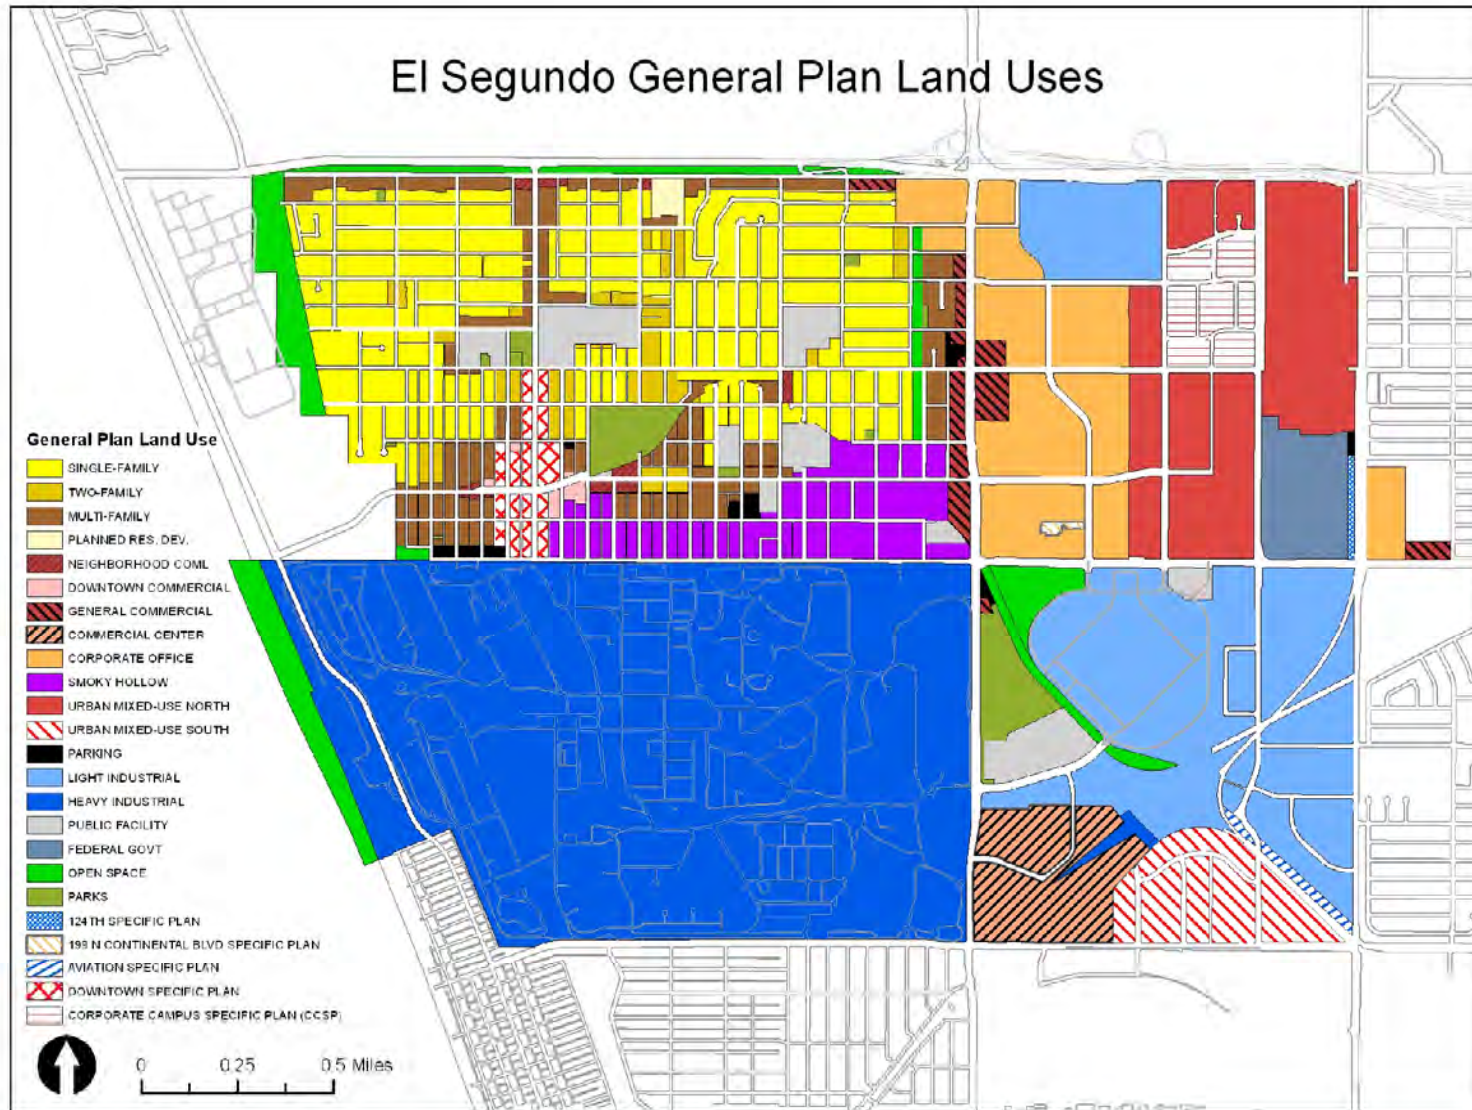 El Segundo General Plan Land Uses
General Plan Land Use
SINGLE-FAMILY
TWO-FAMILY
MULTI-FAMILY
PLANNED RES. DEV.
NEIGHBORHOOD COML
DOWNTOWN COMMERCIAL
GENERAL COMMERCIAL
COMMERCIAL CENTER
CORPORATE OFFICE
SMOKY HOLLOW
URBAN MIXED-USE NORTH
URBAN MIXED-USE SOUTH
PARKING
LIGHT INDUSTRIAL
HEAVY INDUSTRIAL
PUBLIC FACILITY
FEDERAL GOVT
OPEN SPACE
PARKS
124TH SPECIFIC PLAN
199 N CONTINENTAL BLVD SPECIFIC PLAN
AVIATION SPECIFIC PLAN
DOWNTOWN SPECIFIC PLAN
CORPORATE CAMPUS SPECIFIC PLAN (CCSP)
0 0.25 0.5 Miles